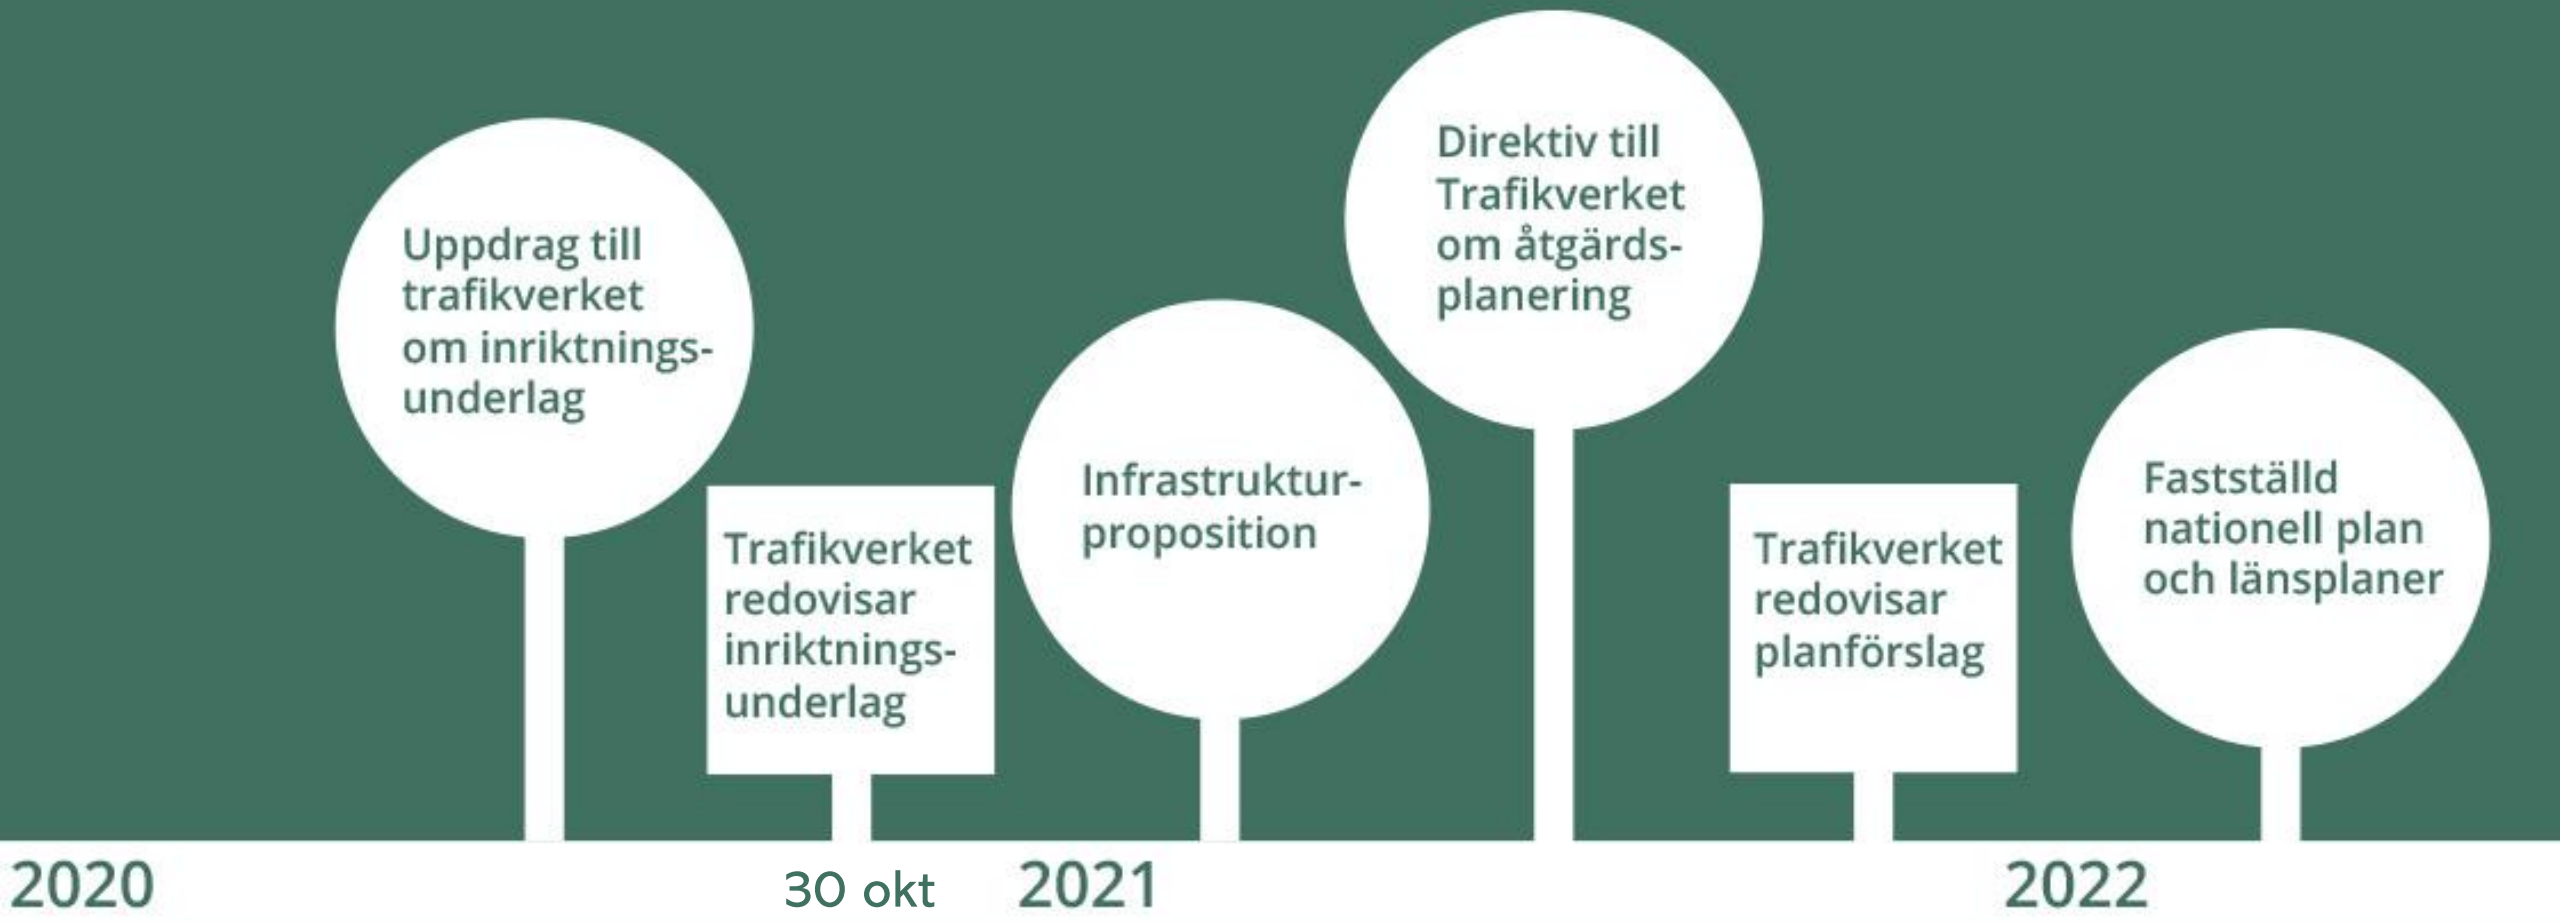 Uppdrag till
trafikverket
om inriktnings-
underlag
Trafikverket
redovisar
inriktnings-
underlag
Infrastruktur-
proposition
Direktiv till
Trafikverket
om åtgärds-
planering
Trafikverket
redovisar
planförslag
Fastställd
nationell plan
och länsplaner
2020
30 okt
2021
2022